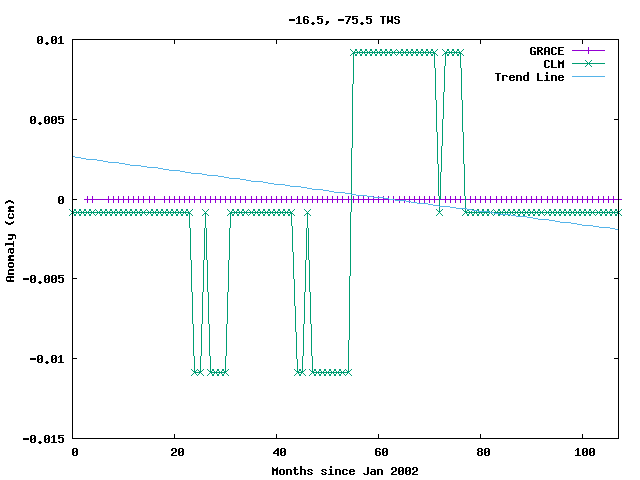 -16.5, -75.5 TWS
0.01
0.005
0
-0.005
-0.01
-0.015
Anomaly (cm)
GRACE
CLM
Trend Line
0 20 40 60 80 100
Months since Jan 2002